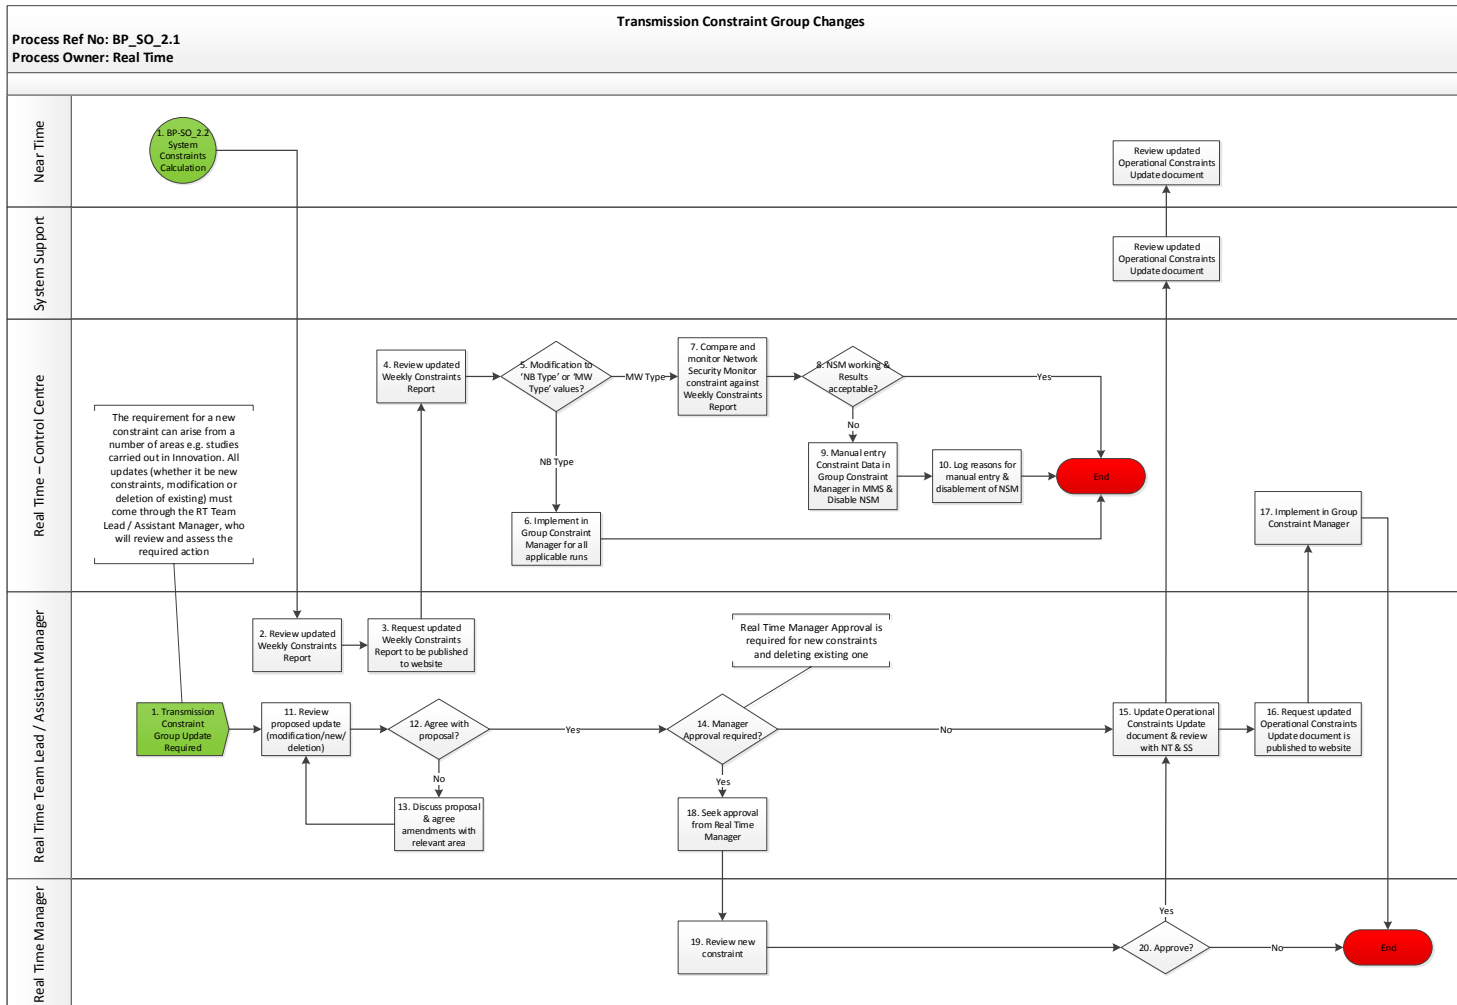 Transmission Constraint Group Changes
Process Ref No: BP_SO_2.1
Process Owner: Real Time
Near Time
1. BP-SO_2.2
System
Constraints
Calculation
Review updated
Operational Constraints
Update document
System Support
Review updated
Operational Constraints
Update document
Real Time – Control Centre
The requirement for a new
constraint can arise from a
number of areas e.g. studies
carried out in Innovation. All
updates (whether it be new
constraints, modification or
deletion of existing) must
come through the RT Team
Lead / Assistant Manager, who
will review and assess the
required action
4. Review updated
Weekly Constraints
Report
5. Modification to
‘NB Type’ or ‘MW
Type’ values?
MW Type
NB Type
6. Implement in
Group Constraint
Manager for all
applicable runs
7. Compare and
monitor Network
Security Monitor
constraint against
Weekly Constraints
Report
8. NSM working &
Results
acceptable?
Yes
No
9. Manual entry
Constraint Data in
Group Constraint
Manager in MMS &
Disable NSM
10. Log reasons for
manual entry &
disablement of NSM
End
17. Implement in Group
Constraint Manager
Real Time Team Lead / Assistant Manager
2. Review updated
Weekly Constraints
Report
3. Request updated
Weekly Constraints
Report to be published
to website
Real Time Manager Approval is
required for new constraints
and deleting existing one
1. Transmission
Constraint
Group Update
Required
11. Review
proposed update
(modification/new/
deletion)
12. Agree with
proposal?
Yes
No
13. Discuss proposal
& agree
amendments with
relevant area
14. Manager
Approval required?
No
Yes
15. Update Operational
Constraints Update
document & review
with NT & SS
16. Request updated
Operational Constraints
Update document is
published to website
18. Seek approval
from Real Time
Manager
Real Time Manager
19. Review new
constraint
Yes
20. Approve?
No
End